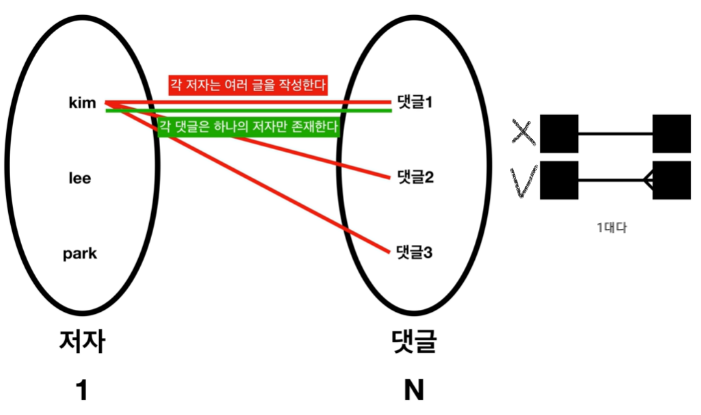 각 저자는 여러 글을 작성한다
kim
댓글1
각 댓글은 하나의 저자만 존재한다
lee
댓글2
park
댓글3
1대다
저자
댓글
1
N